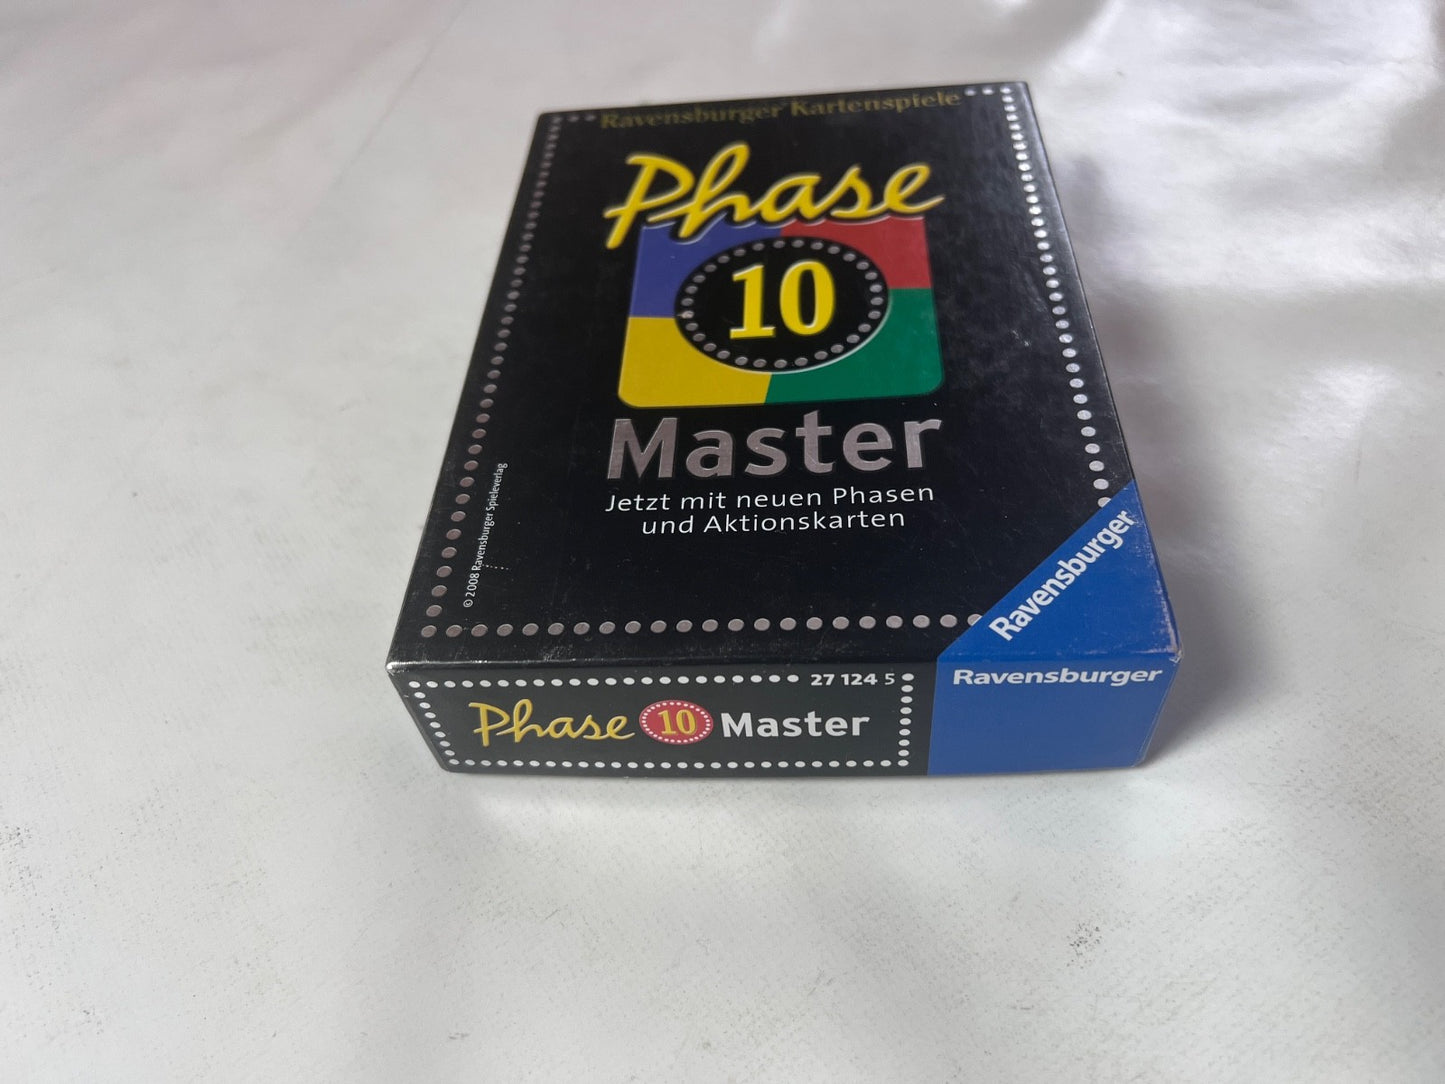 Ravensburger Kartenspiele
Phase
10
Master
Jetzt mit neuen Phasen
und Aktionskarten
© 2008 Ravensburger Spieleverlag
Ravensburger
27 124 5
Phase 10 Master
Ravensburger